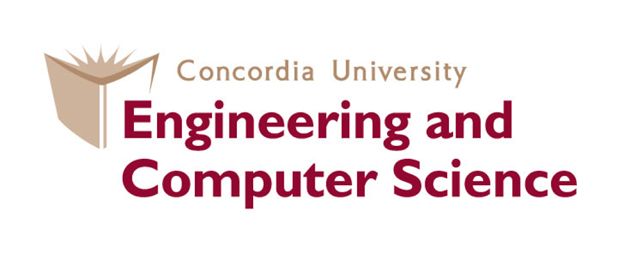 Concordia University
Engineering and
Computer Science